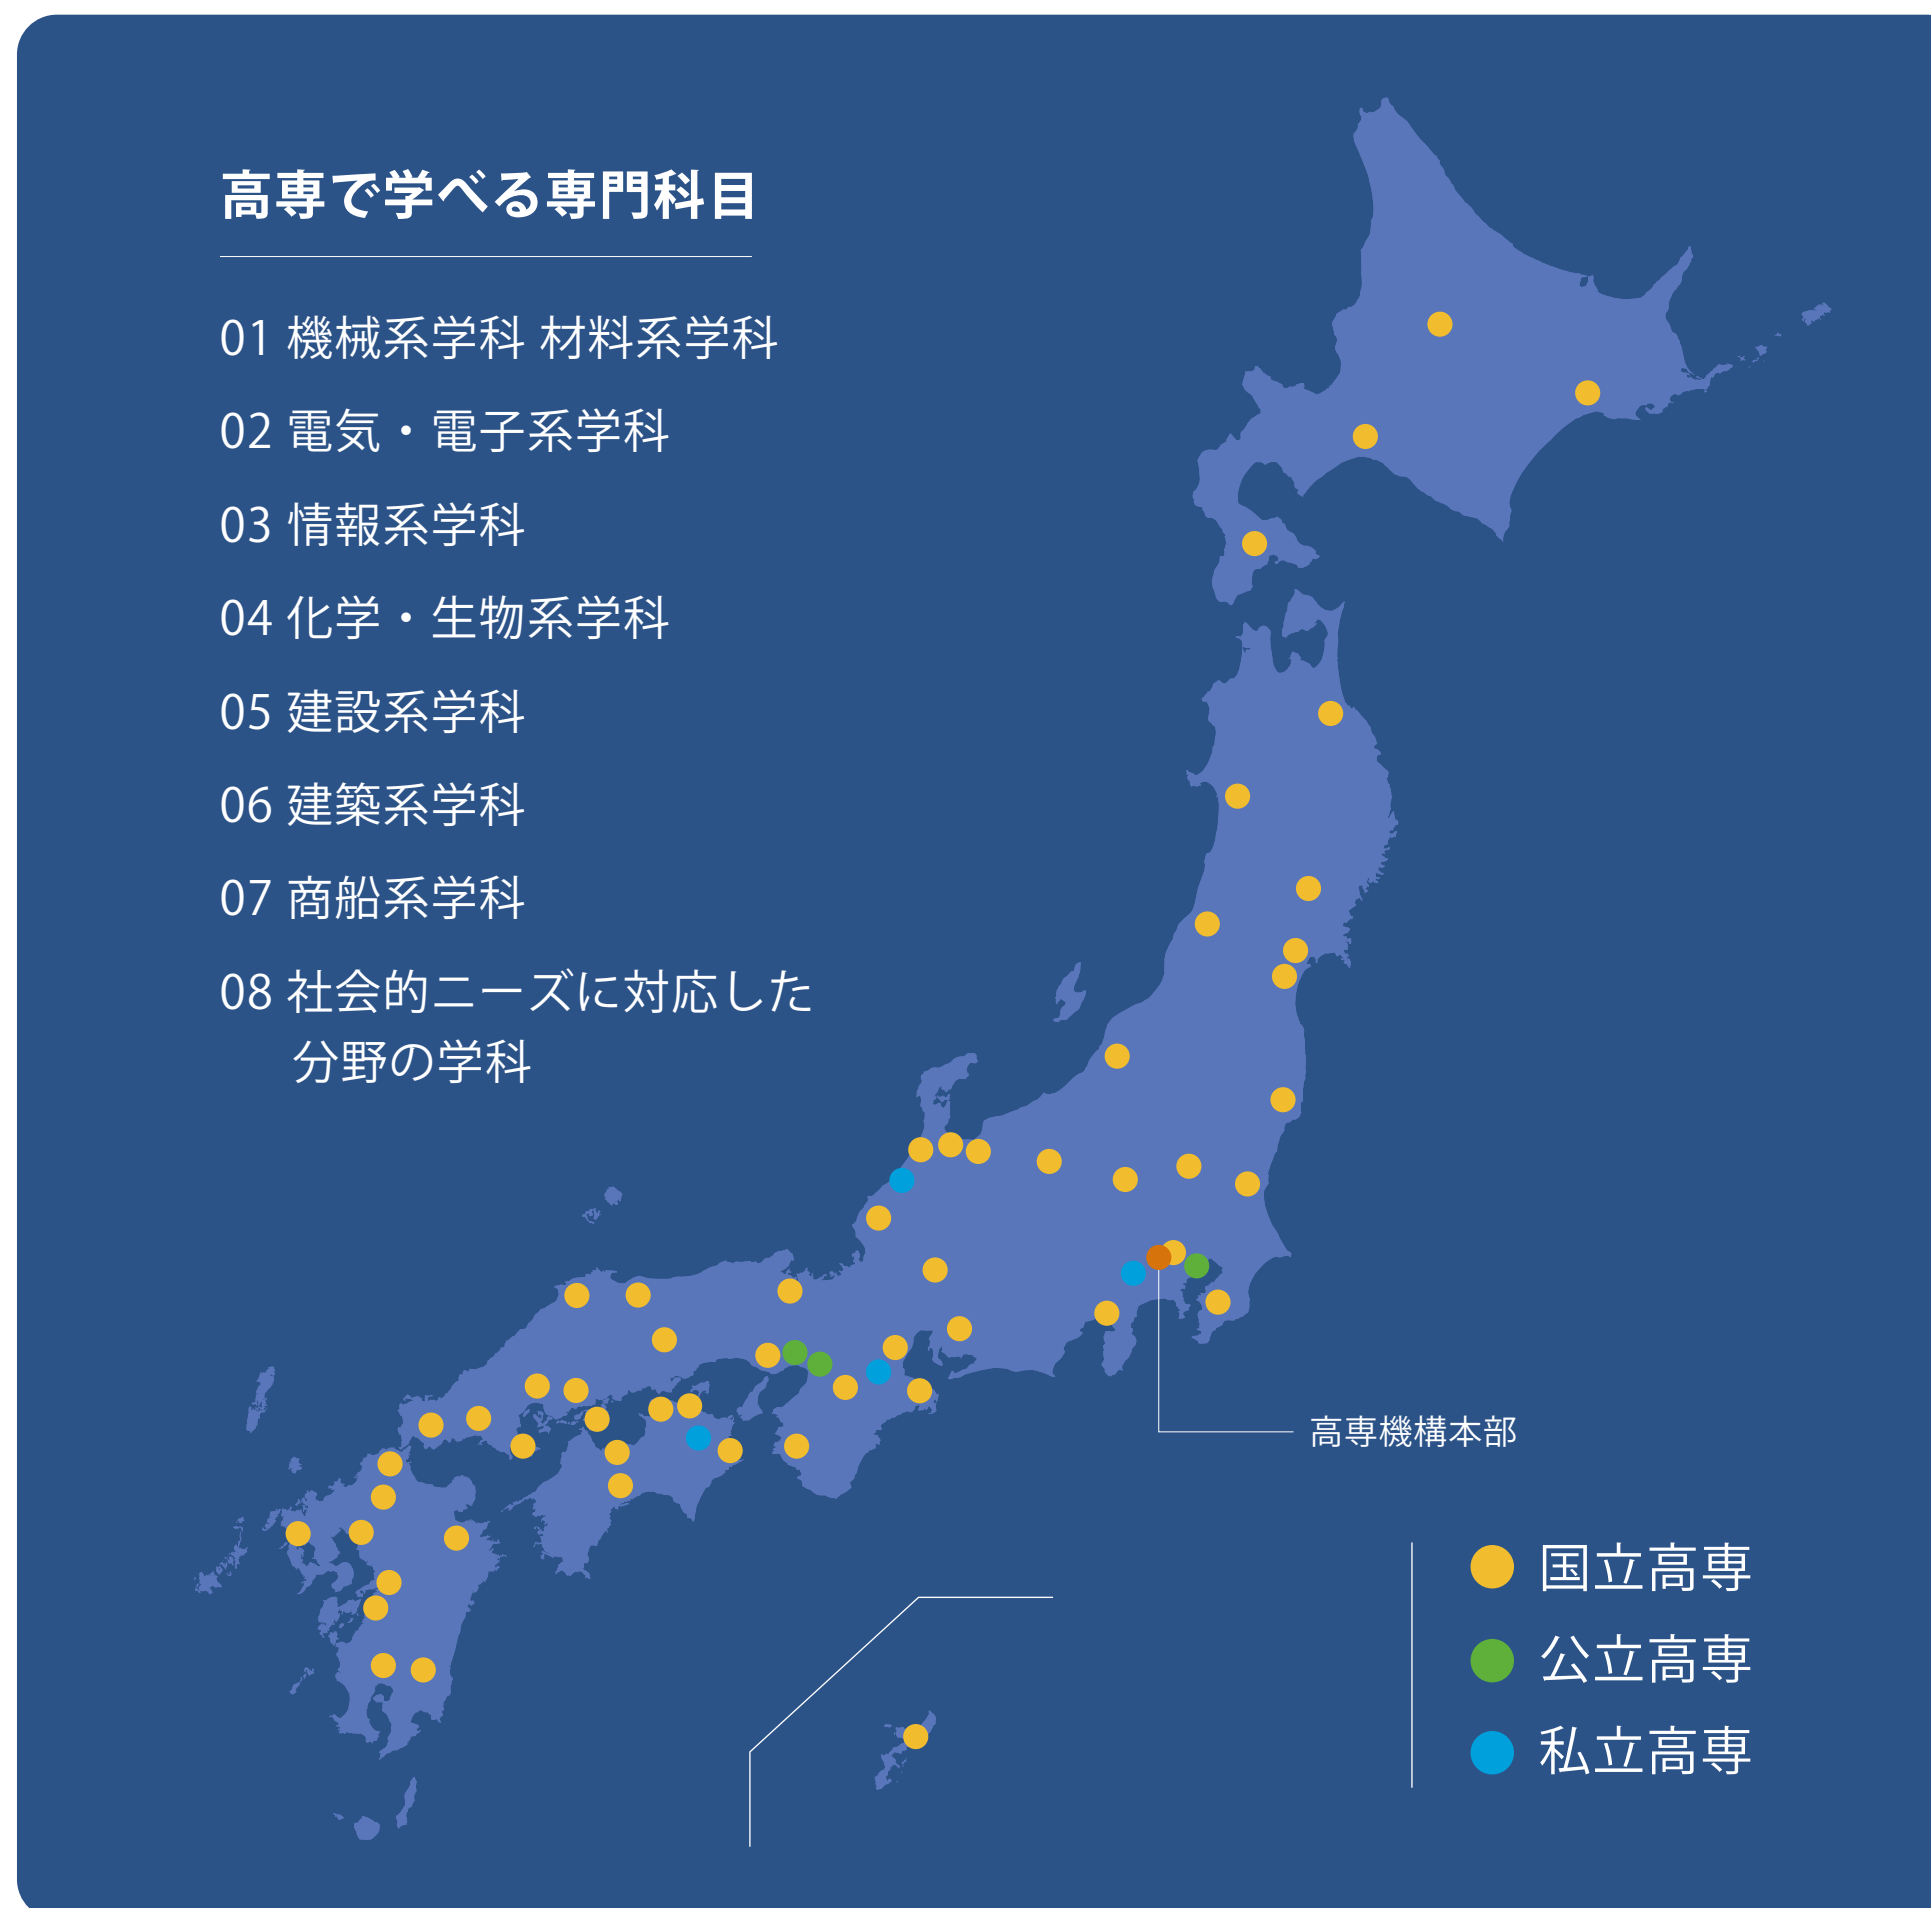 高専で学べる専門科目
01 機械系学科 材料系学科
02 電気・電子系学科
03 情報系学科
04 化学・生物系学科
05 建設系学科
06 建築系学科
07 商船系学科
08 社会的ニーズに対応した
分野の学科
高専機構本部
国立高専
公立高専
私立高専